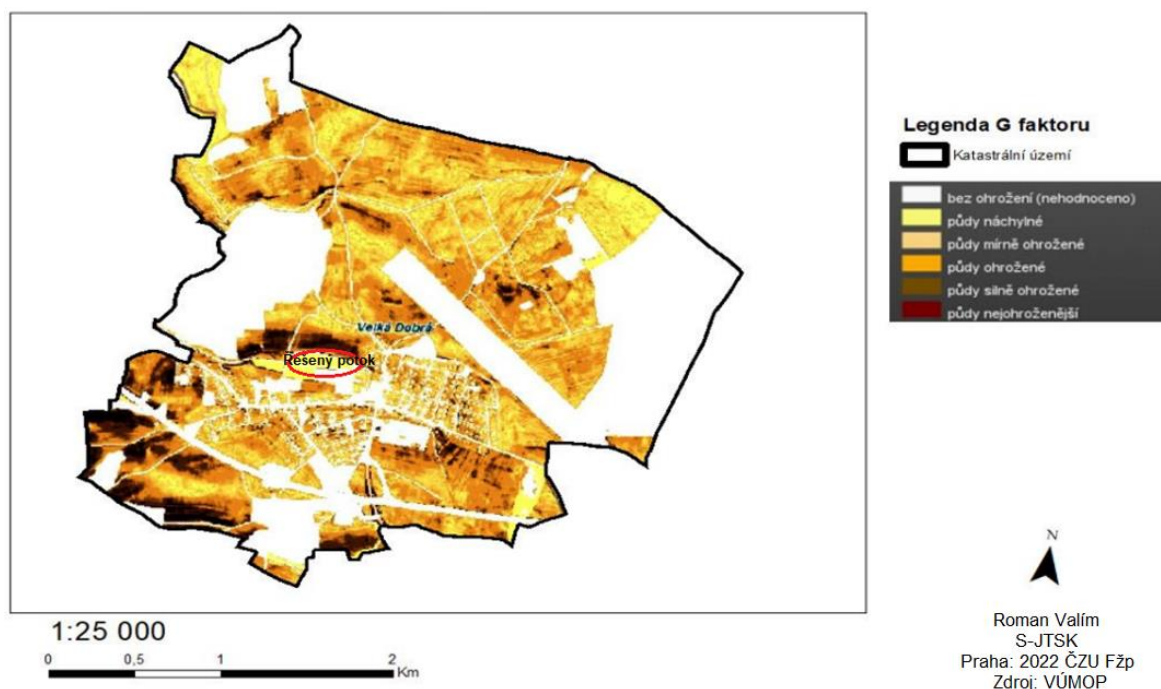 Velká Dobrá
Řešený potok
Legenda G faktoru
Katastrální území
bez ohrožení (nehodnoceno)
půdy náchylné
půdy mírně ohrožené
půdy ohrožené
půdy silně ohrožené
půdy nejohroženější
1:25 000
0 0,5 1 2
Km
N
Roman Valím
S-JTSK
Praha: 2022 ČZU Fžp
Zdroj: VÚMOP